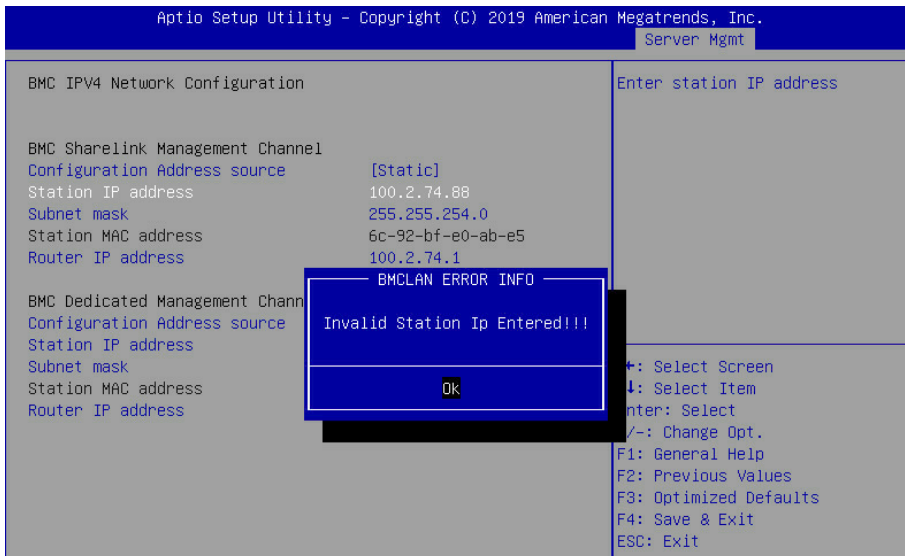 Aptio Setup Utility – Copyright (C) 2019 American Megatrends, Inc.
Server Mgmt
BMC IPV4 Network Configuration
BMC Sharelink Management Channel
Configuration Address source [Static]
Station IP address 100.2.74.88
Subnet mask 255.255.254.0
Station MAC address 6c-92-bf-e0-ab-e5
Router IP address 100.2.74.1
BMC Dedicated Management Chann
Configuration Address source
Station IP address
Subnet mask
Station MAC address
Router IP address
BMCLAN ERROR INFO
Invalid Station Ip Entered!!!
Ok
Enter station IP address
←: Select Screen
↓: Select Item
nter: Select
/-: Change Opt.
F1: General Help
F2: Previous Values
F3: Optimized Defaults
F4: Save & Exit
ESC: Exit